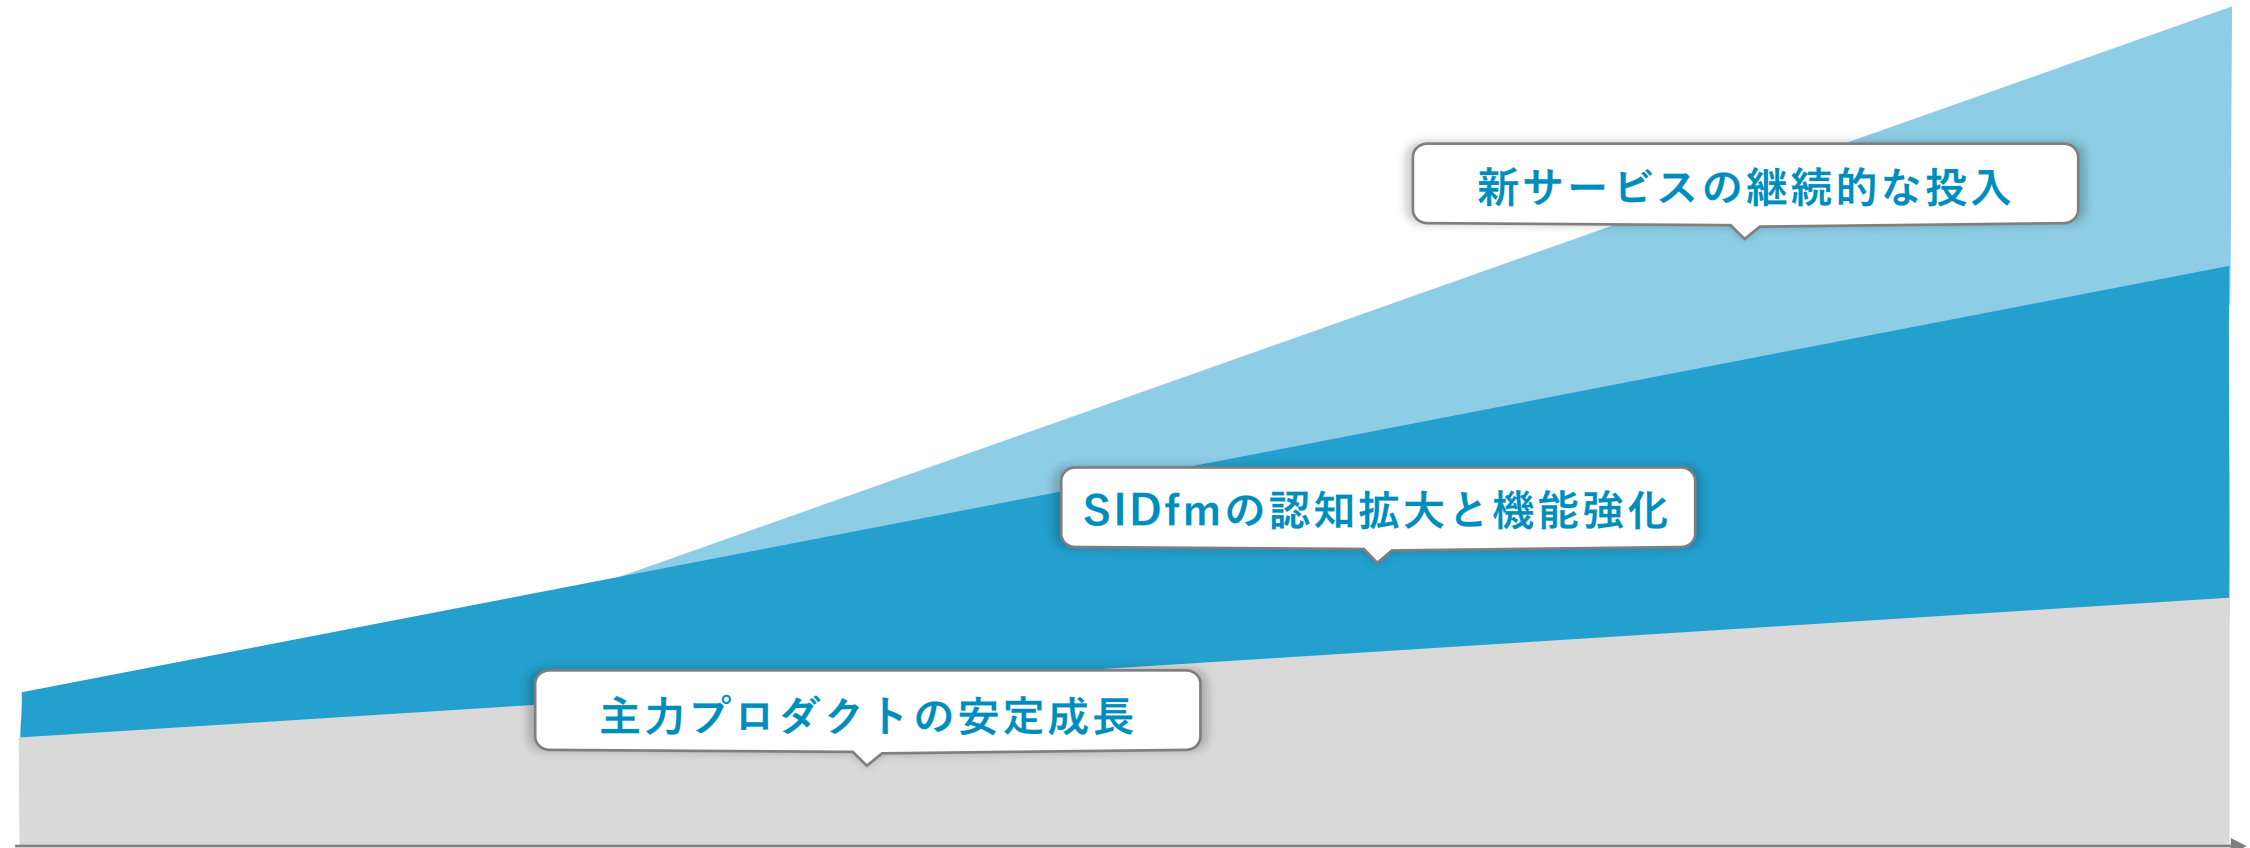 新サービスの継続的な投入
SIDfmの認知拡大と機能強化
主力プロダクトの安定成長